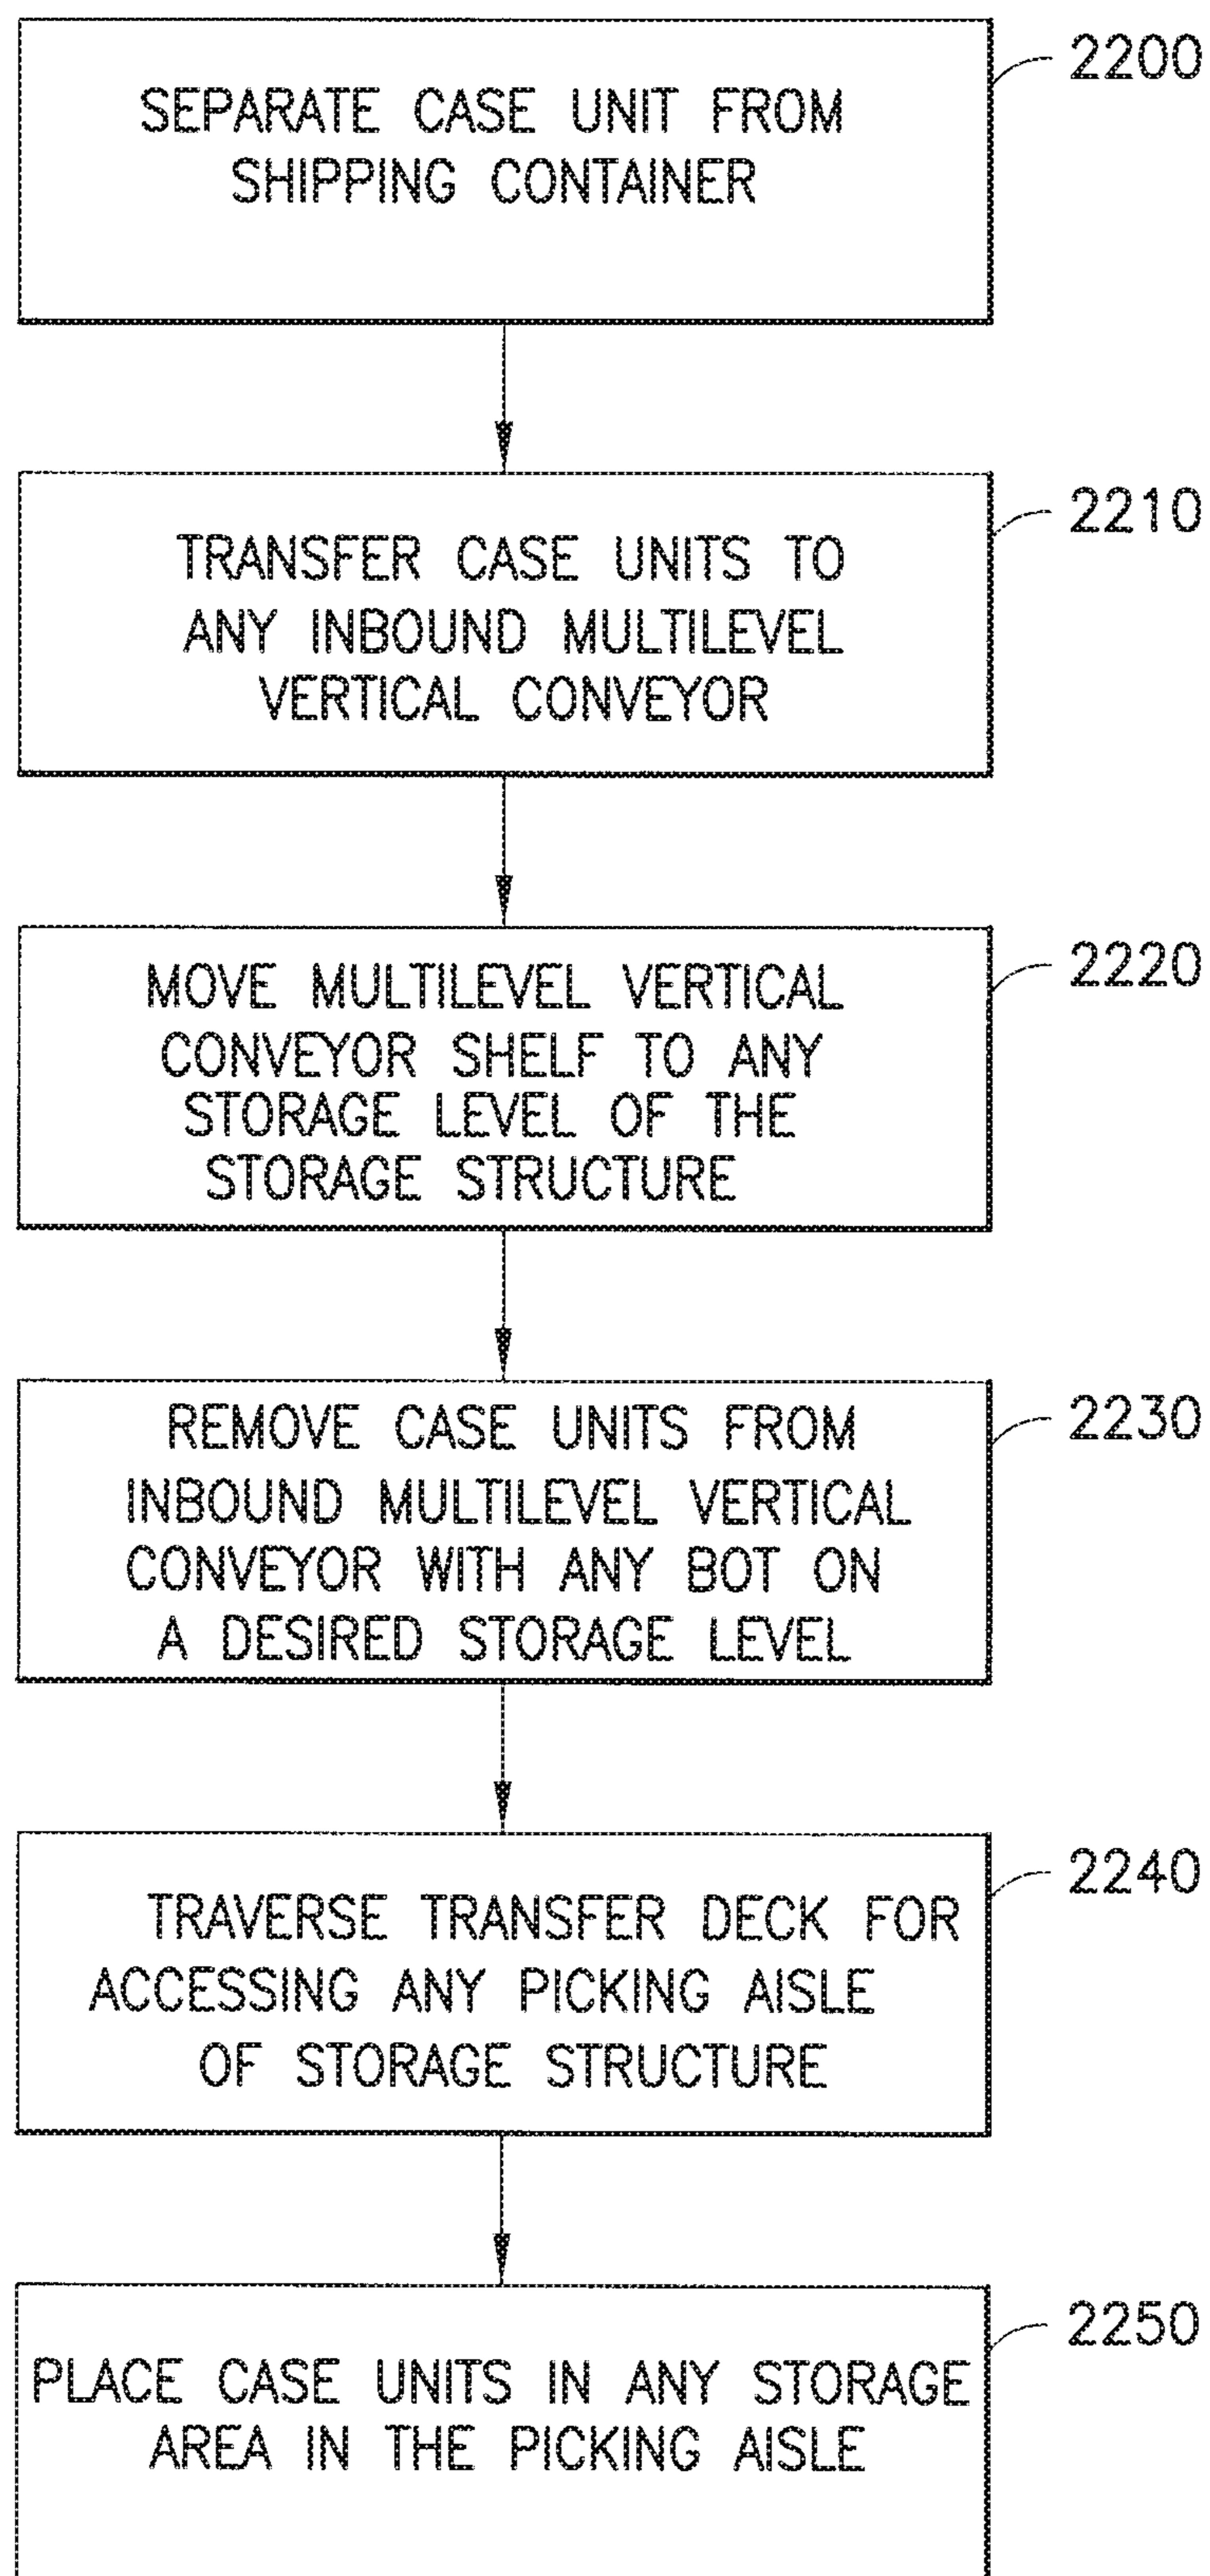 SEPARATE CASE UNIT FROM
SHIPPING CONTAINER
2200
TRANSFER CASE UNITS TO
ANY INBOUND MULTILEVEL
VERTICAL CONVEYOR
2210
MOVE MULTILEVEL VERTICAL
CONVEYOR SHELF TO ANY
STORAGE LEVEL OF THE
STORAGE STRUCTURE
2220
REMOVE CASE UNITS FROM
INBOUND MULTILEVEL VERTICAL
CONVEYOR WITH ANY BOT ON
A DESIRED STORAGE LEVEL
2230
TRAVERSE TRANSFER DECK FOR
ACCESSING ANY PICKING AISLE
OF STORAGE STRUCTURE
2240
PLACE CASE UNITS IN ANY STORAGE
AREA IN THE PICKING AISLE
2250